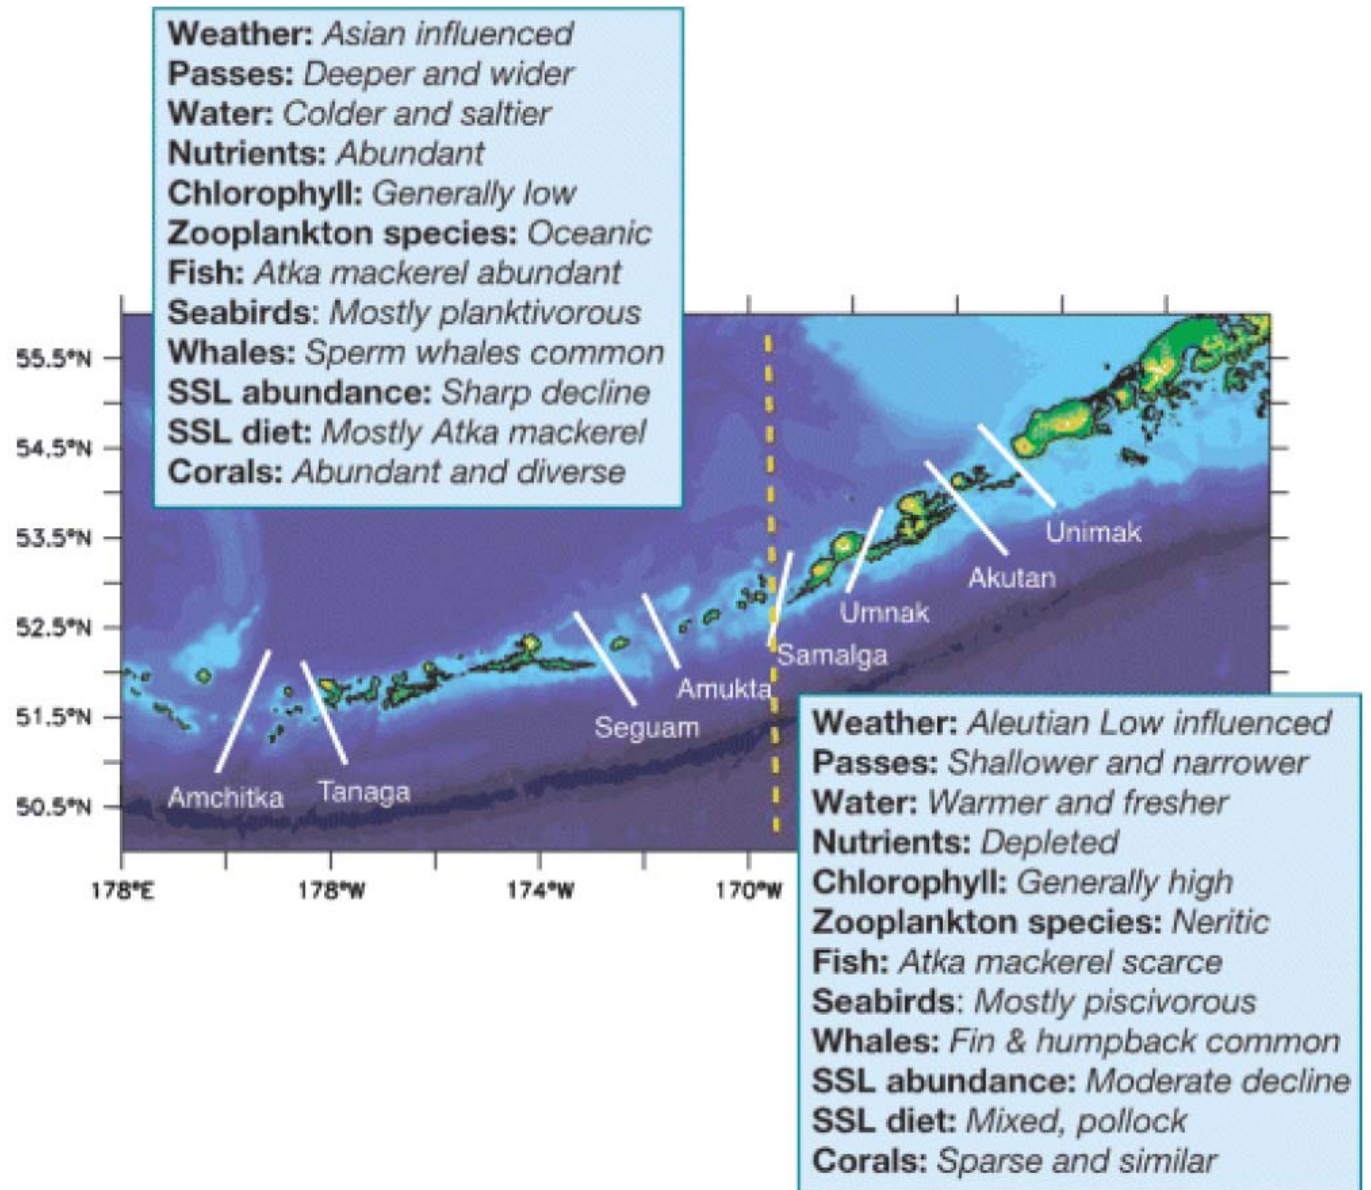 Weather: Asian influenced
Passes: Deeper and wider
Water: Colder and saltier
Nutrients: Abundant
Chlorophyll: Generally low
Zooplankton species: Oceanic
Fish: Atka mackerel abundant
Seabirds: Mostly planktivorous
Whales: Sperm whales common
SSL abundance: Sharp decline
SSL diet: Mostly Atka mackerel
Corals: Abundant and diverse
55.5°N
54.5°N
53.5°N
52.5°N
51.5°N
50.5°N
Unimak
Akutan
Umnak
Samalga
Amukta
Seguam
Tanaga
Amchitka
178°E
178°W
174°W
170°W
Weather: Aleutian Low influenced
Passes: Shallower and narrower
Water: Warmer and fresher
Nutrients: Depleted
Chlorophyll: Generally high
Zooplankton species: Neritic
Fish: Atka mackerel scarce
Seabirds: Mostly piscivorous
Whales: Fin & humpback common
SSL abundance: Moderate decline
SSL diet: Mixed, pollock
Corals: Sparse and similar